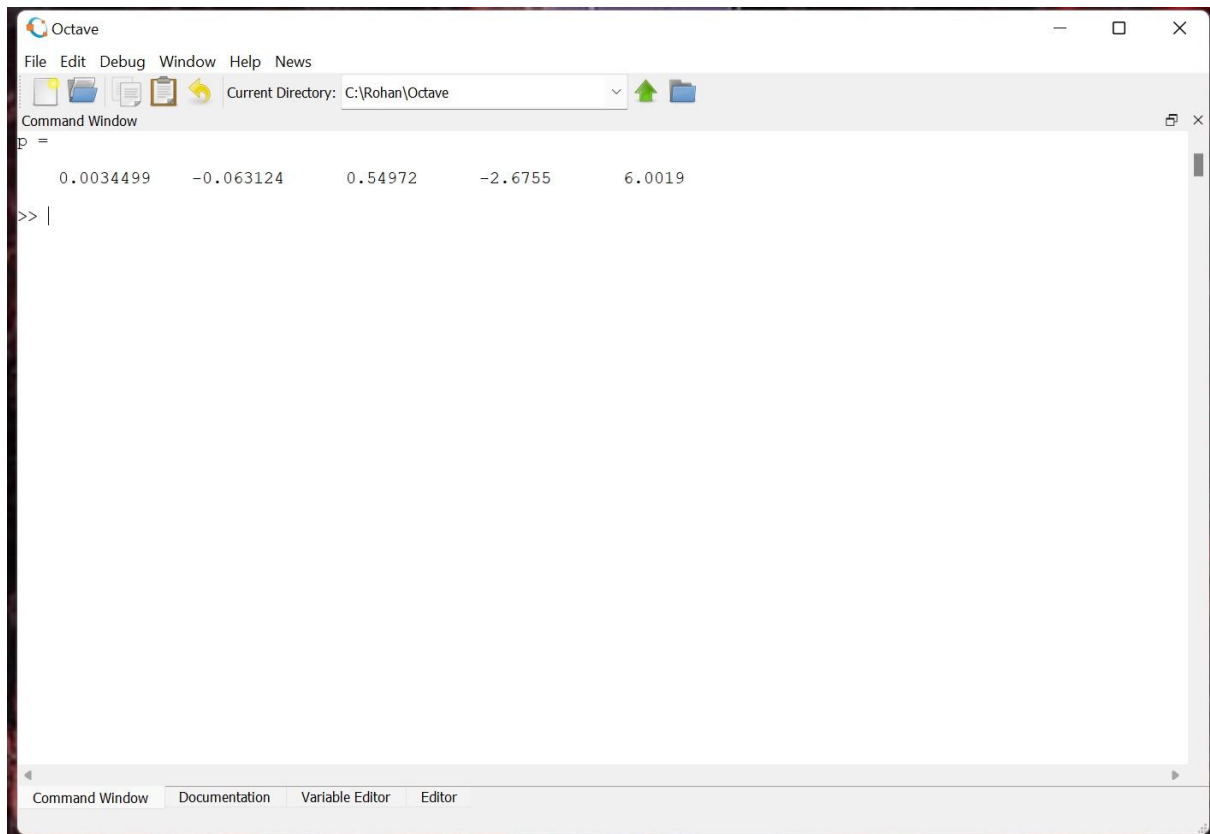 Octave
File Edit Debug Window Help News
Current Directory: C:\Rohan\Octave
Command Window
p =
0.0034499 -0.063124 0.54972 -2.6755 6.0019
>>
Command Window Documentation Variable Editor Editor